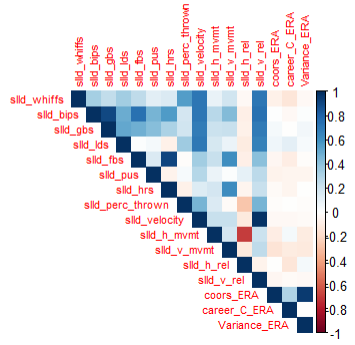 slld_whiffs
slld_bips
slld_gbs
slld_lds
slld_fbs
slld_pus
slld_hrs
slld_perc_thrown
slld_velocity
slld_h_mvmt
slld_v_mvmt
slld_h_rel
slld_v_rel
coors_ERA
career_C_ERA
Variance_ERA
slld_whiffs
slld_bips
slld_gbs
slld_lds
slld_fbs
slld_pus
slld_hrs
slld_perc_thrown
slld_velocity
slld_h_mvmt
slld_v_mvmt
slld_h_rel
slld_v_rel
coors_ERA
career_C_ERA
Variance_ERA
1
0.8
0.6
0.4
0.2
0
-0.2
-0.4
-0.6
-0.8
-1